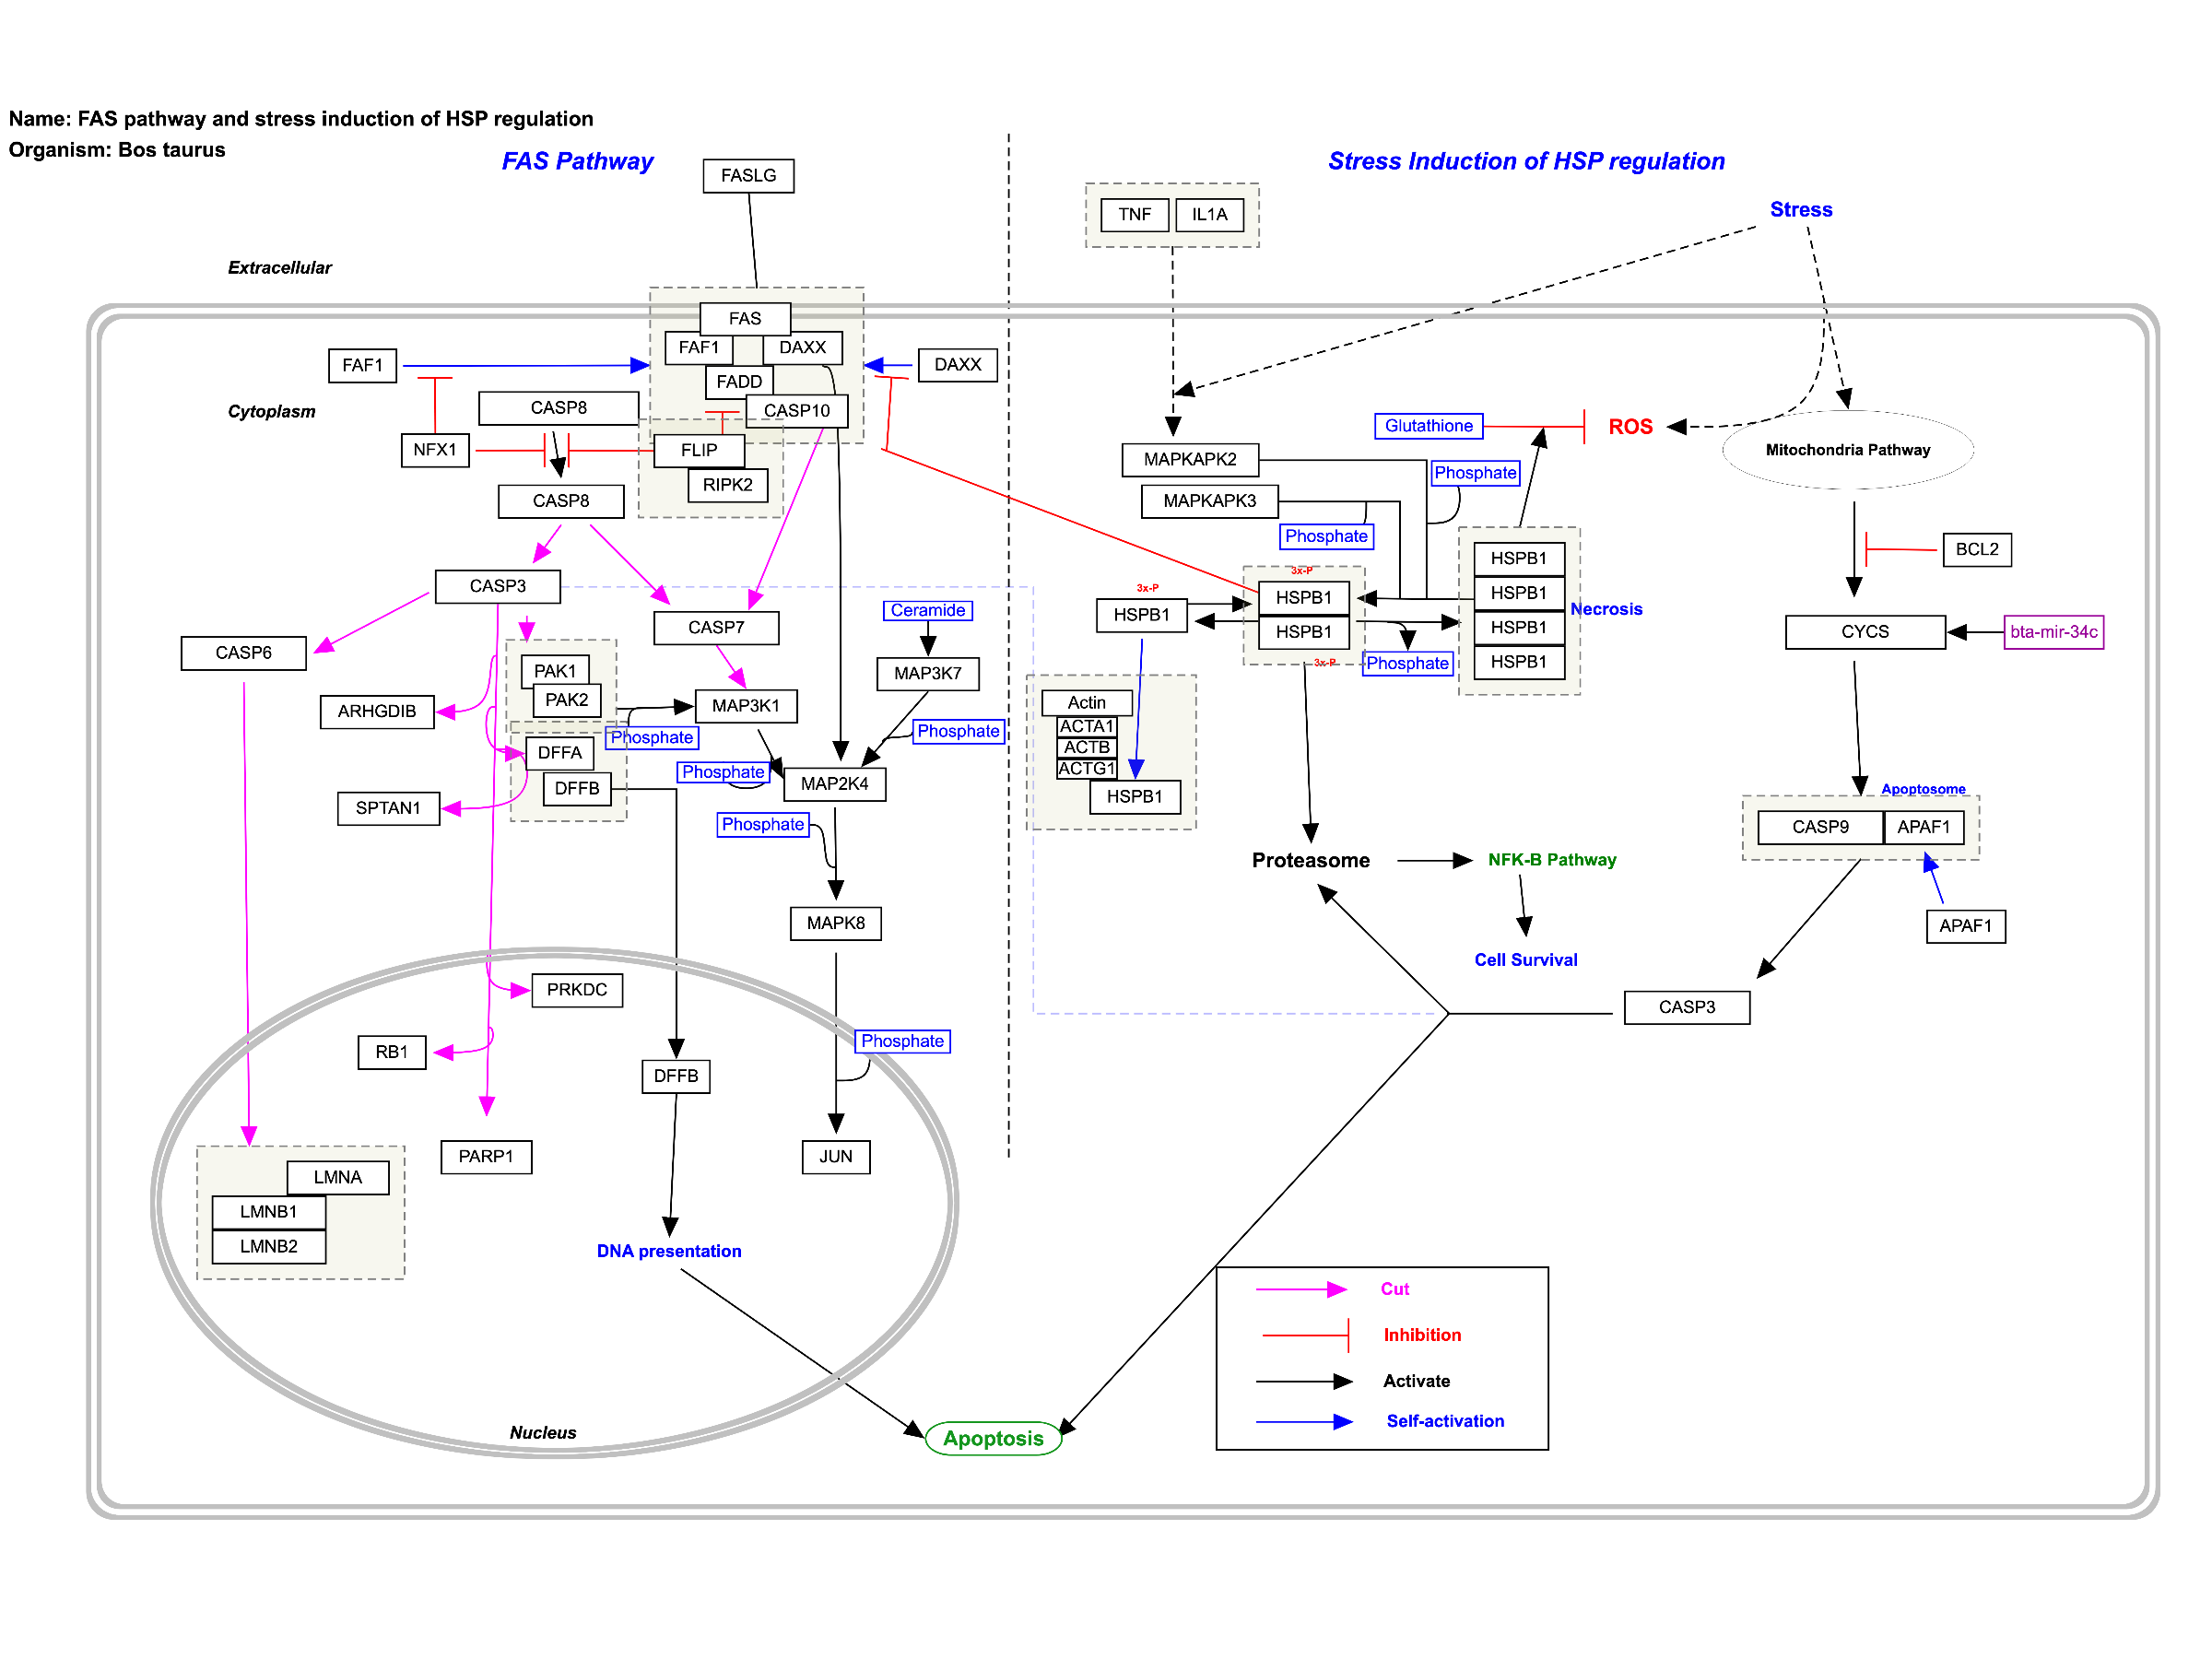 Name: FAS pathway and stress induction of HSP regulation
Organism: Bos taurus
FAS Pathway
Stress Induction of HSP regulation
FASLG
TNF
IL1A
Stress
Extracellular
FAS
FAF1
DAXX
FAF1
DAXX
FADD
CASP8
CASP10
Cytoplasm
Glutathione
ROS
NFX1
FLIP
Mitochondria Pathway
MAPKAPK2
Phosphate
RIPK2
CASP8
MAPKAPK3
Phosphate
HSPB1
BCL2
CASP3
3x-P
3x-P
HSPB1
HSPB1
HSPB1
Necrosis
Ceramide
HSPB1
CASP7
HSPB1
HSPB1
CYCS
bta-mir-34c
CASP6
3x-P
Phosphate
HSPB1
PAK1
MAP3K7
PAK2
ARHGDIB
MAP3K1
Actin
ACTA1
Phosphate
Phosphate
DFFA
ACTB
Phosphate
ACTG1
DFFB
MAP2K4
HSPB1
Apoptosome
SPTAN1
Phosphate
CASP9
APAF1
Proteasome
NFK-B Pathway
MAPK8
APAF1
Cell Survival
PRKDC
CASP3
RB1
Phosphate
DFFB
PARP1
JUN
LMNA
LMNB1
LMNB2
DNA presentation
Cut
Inhibition
Activate
Self-activation
Nucleus
Apoptosis